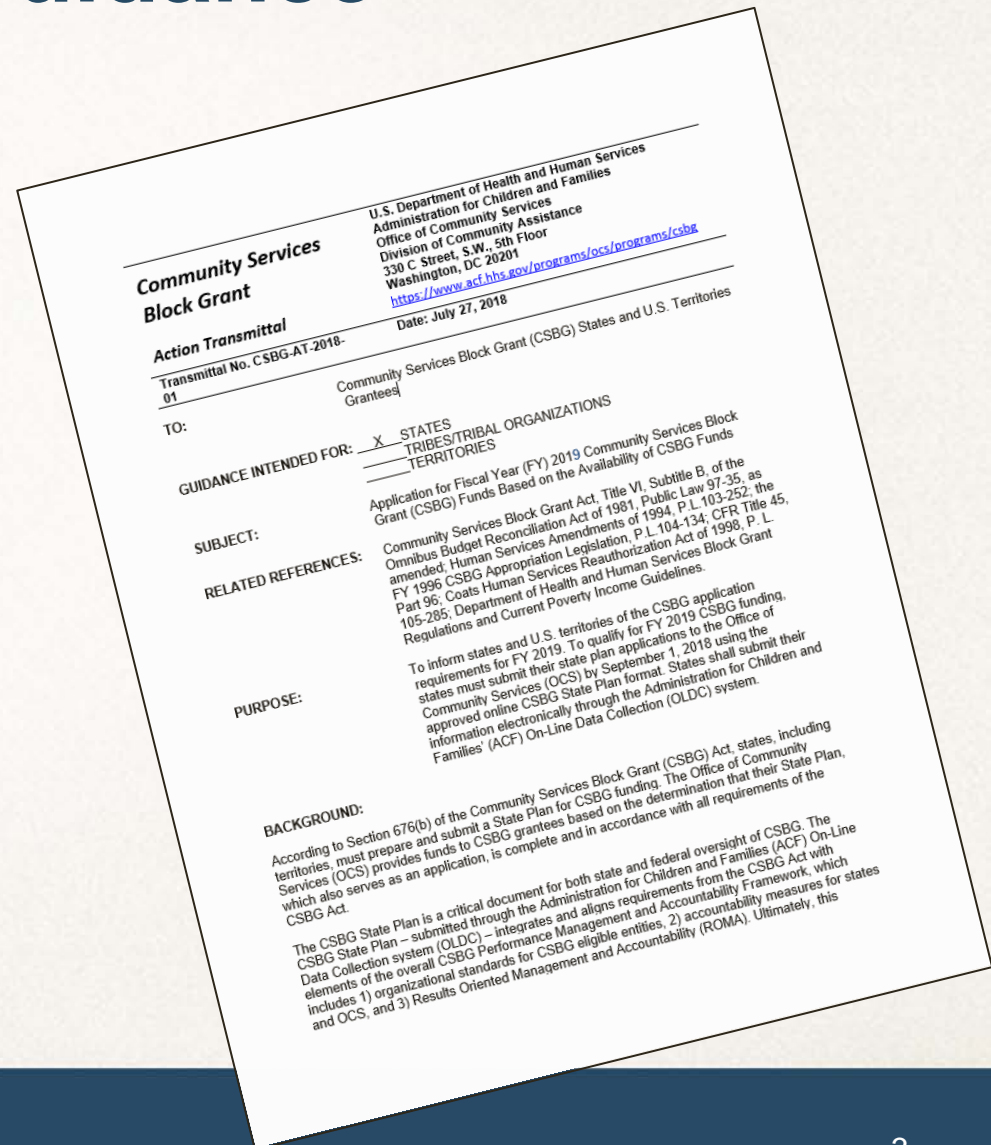 Community Services
Block Grant
Action Transmittal
U.S. Department of Health and Human Services
Administration for Children and Families
Office of Community Services
Division of Community Assistance
330 C Street, S.W., 5th Floor
Washington, DC 20201
https://www.acf.hhs.gov/programs/ocs/programs/csbg
Transmittal No. CSBG-AT-2018-
01
Date: July 27, 2018
TO:
Community Services Block Grant (CSBG) States and U.S. Territories
Grantees
GUIDANCE INTENDED FOR: __X__STATES
_____TRIBES/TRIBAL ORGANIZATIONS
_____TERRITORIES
SUBJECT:
Application for Fiscal Year (FY) 2019 Community Services Block
Grant (CSBG) Funds Based on the Availability of CSBG Funds
RELATED REFERENCES:
Community Services Block Grant Act, Title VI, Subtitle B, of the
Omnibus Budget Reconciliation Act of 1981, Public Law 97-35, as
amended; Human Services Amendments of 1994, P.L.103-252; the
FY 1996 CSBG Appropriation Legislation, P.L.104-134; CFR Title 45,
Part 96; Coats Human Services Reauthorization Act of 1998, P. L.
105-285; Department of Health and Human Services Block Grant
Regulations and Current Poverty Income Guidelines.
PURPOSE:
To inform states and U.S. territories of the CSBG application
requirements for FY 2019. To qualify for FY 2019 CSBG funding,
states must submit their state plan applications to the Office of
Community Services (OCS) by September 1, 2018 using the
approved online CSBG State Plan format. States shall submit their
information electronically through the Administration for Children and
Families' (ACF) On-Line Data Collection (OLDC) system.
BACKGROUND:
According to Section 676(b) of the Community Services Block Grant (CSBG) Act, states, including
territories, must prepare and submit a State Plan for CSBG funding. The Office of Community
Services (OCS) provides funds to CSBG grantees based on the determination that their State Plan,
which also serves as an application, is complete and in accordance with all requirements of the
CSBG Act.
The CSBG State Plan is a critical document for both state and federal oversight of CSBG. The
CSBG State Plan – submitted through the Administration for Children and Families (ACF) On-Line
Data Collection system (OLDC) – integrates and aligns requirements from the CSBG Act with
elements of the overall CSBG Performance Management and Accountability Framework, which
includes 1) organizational standards for CSBG eligible entities, 2) accountability measures for states
and OCS, and 3) Results Oriented Management and Accountability (ROMA). Ultimately, this